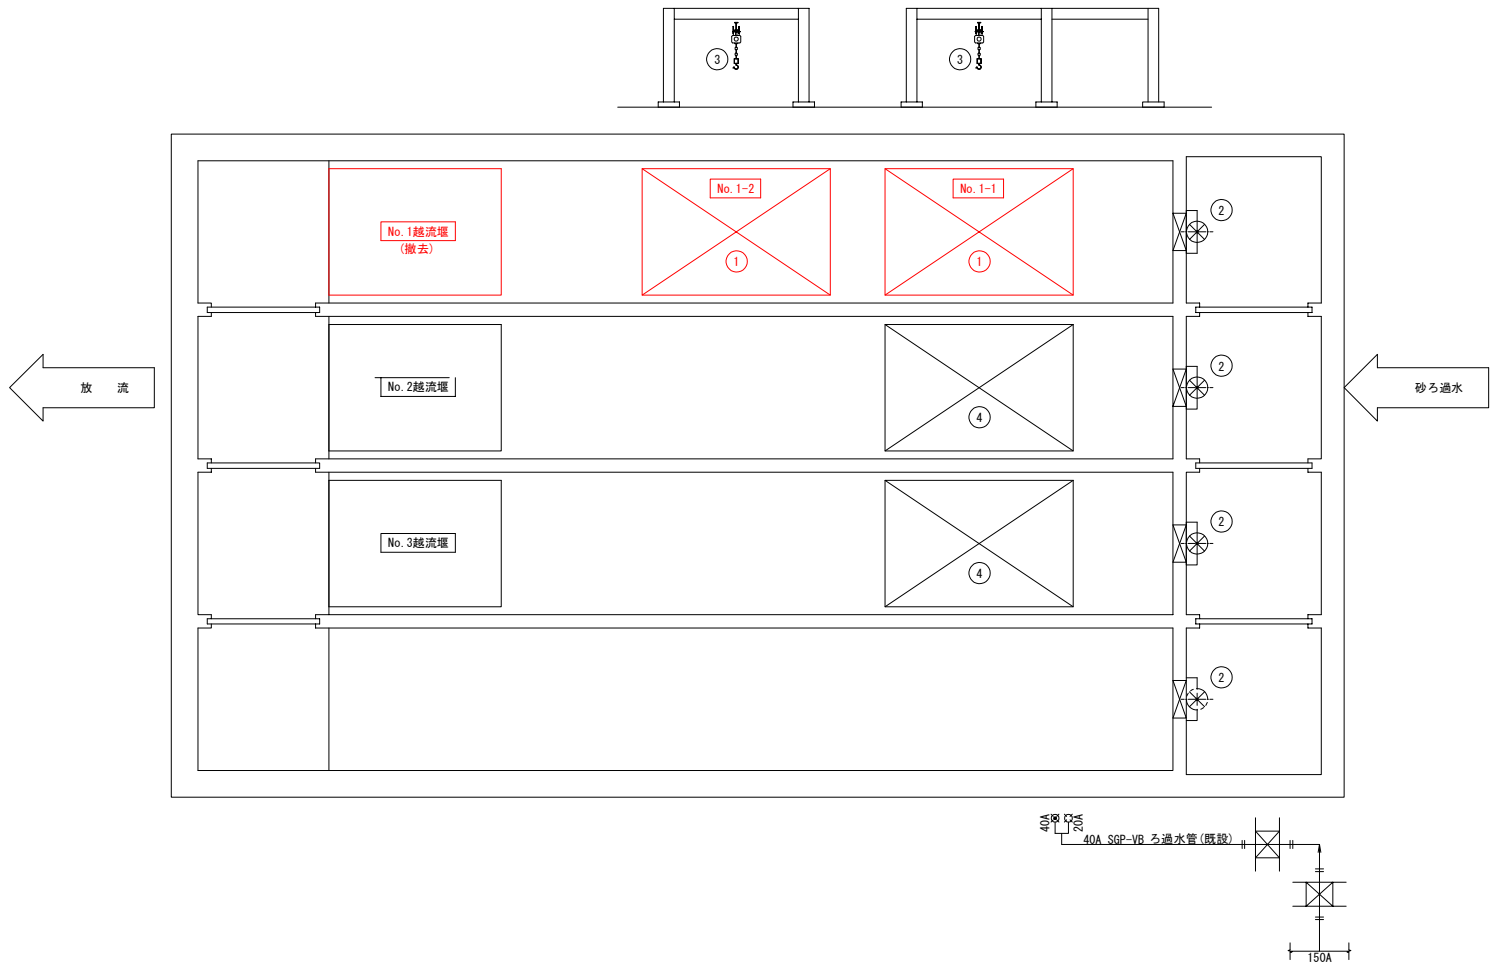 ③
③
No.1-2
No.1-1
②
No.1越流堰
(撤去)
①
①
②
放　流
No.2越流堰
砂ろ過水
④
②
No.3越流堰
④
②
40A
20A
40A SGP-VB ろ過水管(既設)
150A